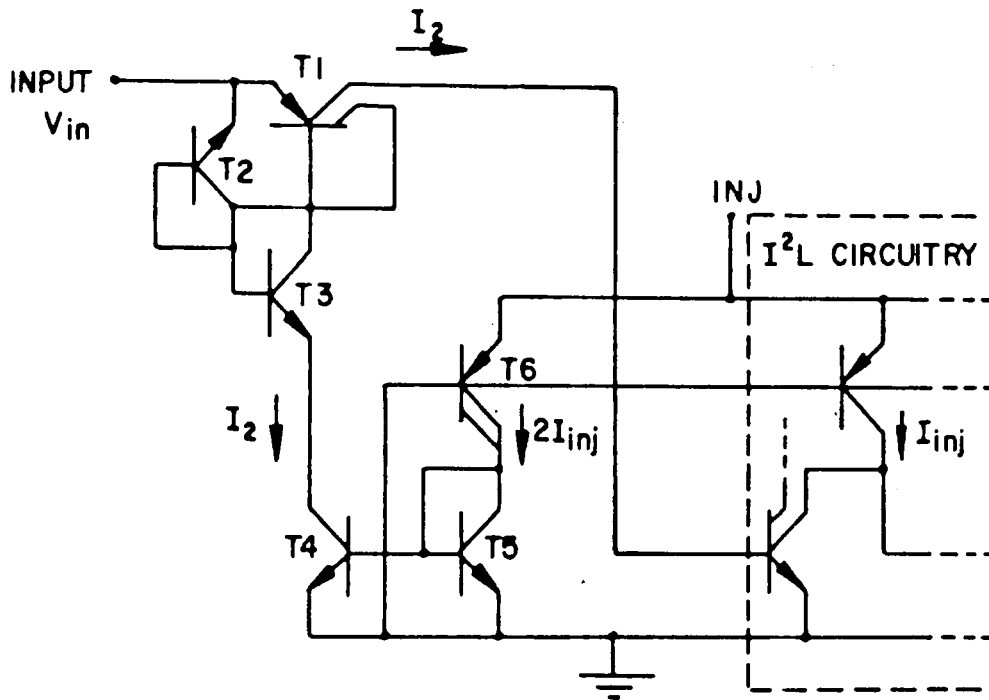 I₂
T1
INPUT
Vin
T2
INJ
I²L CIRCUITRY
T3
T6
I₂
2Iinj
Iinj
T4
T5